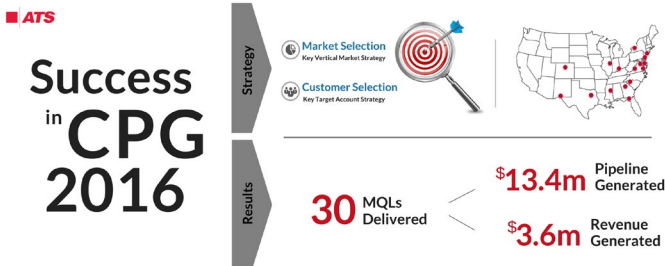 ATS
Success
in CPG
2016
Strategy
Market Selection
Key Vertical Market Strategy
Customer Selection
Key Target Account Strategy
Results
30 MQLs
Delivered
$13.4m Pipeline
Generated
$3.6m Revenue
Generated